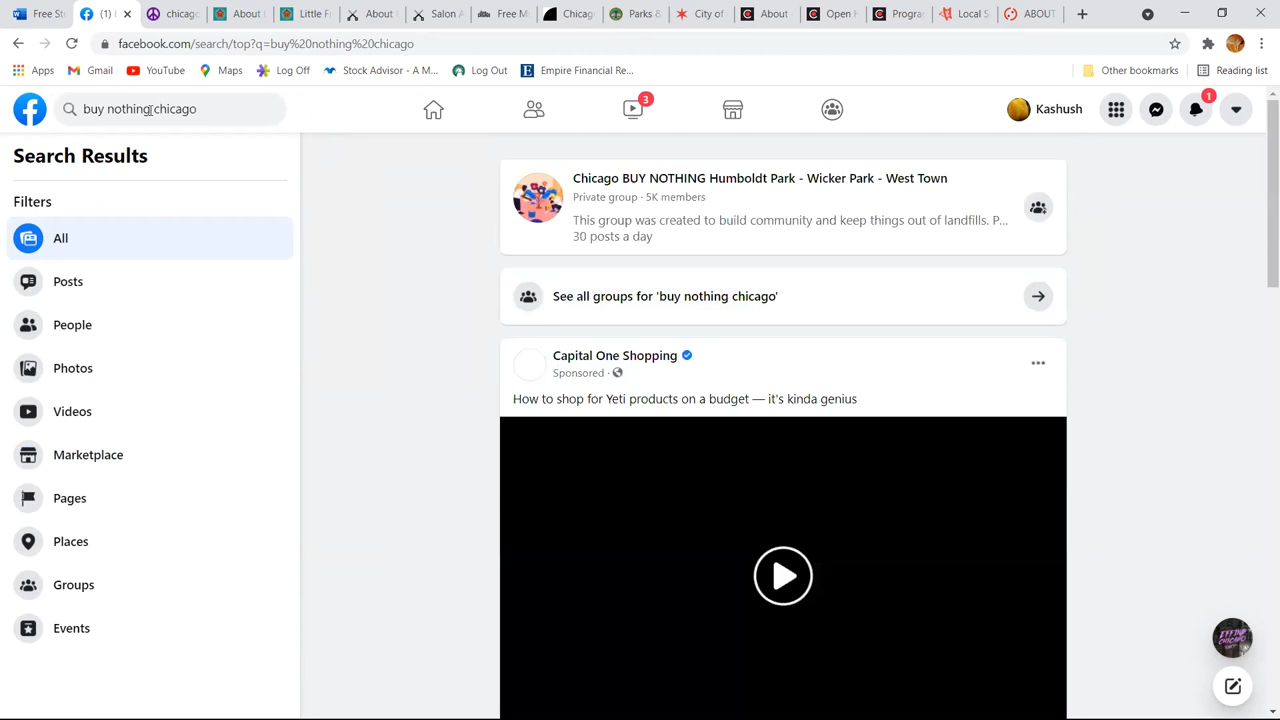 Free St
chicago
About
Little F
About
Salon A
Free M
Chicag
Parks &
City of
About
Open H
Progra
Local S
ABOUT
facebook.com/search/top?q=buy%20nothing%20chicago
Apps
Gmail
YouTube
Maps
Log Off
Stock Advisor - A M...
Log Out
Empire Financial Re...
Other bookmarks
Reading list
buy nothing chicago
3
Kashush
1
Search Results
Filters
All
Posts
People
Photos
Videos
Marketplace
Pages
Places
Groups
Events
Chicago BUY NOTHING Humboldt Park - Wicker Park - West Town
Private group · 5K members
This group was created to build community and keep things out of landfills. P...
30 posts a day
See all groups for 'buy nothing chicago'
Capital One Shopping
Sponsored ·
How to shop for Yeti products on a budget — it's kinda genius
EFFING
CHICAGO